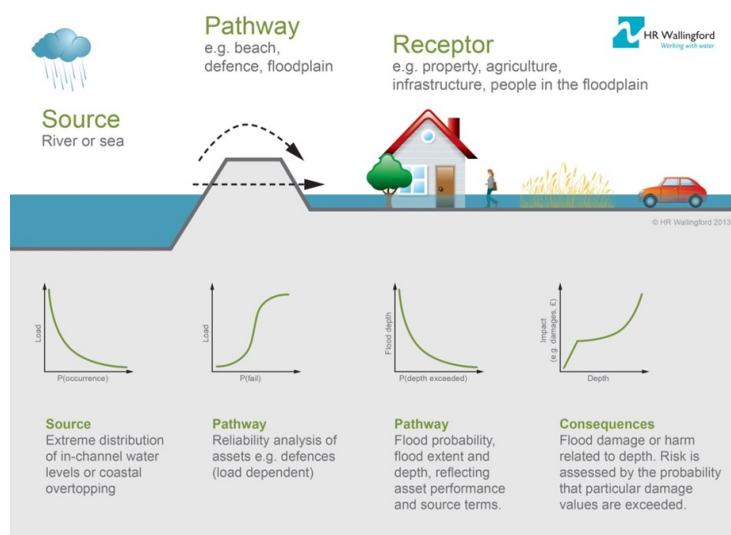 Pathway
e.g. beach,
defence, floodplain
HR Wallingford
Working with water
Receptor
e.g. property, agriculture,
infrastructure, people in the floodplain
Source
River or sea
© HR Wallingford 2013
Load
P(occurrence)
Load
P(fail)
Flood depth
P(depth exceeded)
Impact
(e.g. damages, £)
Depth
Source
Extreme distribution
of in-channel water
levels or coastal
overtopping
Pathway
Reliability analysis of
assets e.g. defences
(load dependent)
Pathway
Flood probability,
flood extent and
depth, reflecting
asset performance
and source terms.
Consequences
Flood damage or harm
related to depth. Risk is
assessed by the probability
that particular damage
values are exceeded.